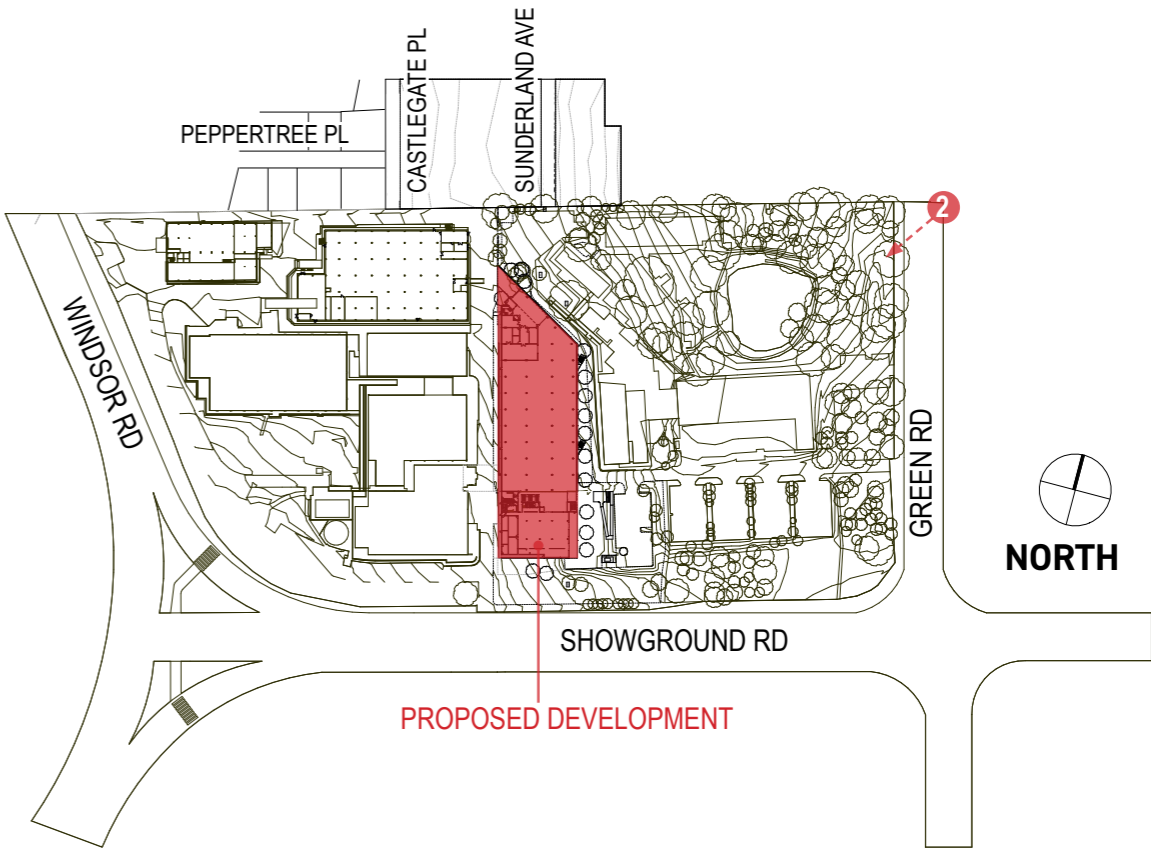 CASTLEGATE PL
SUNDERLAND AVE
PEPPERTREE PL
2
WINDSOR RD
GREEN RD
NORTH
SHOWGROUND RD
PROPOSED DEVELOPMENT